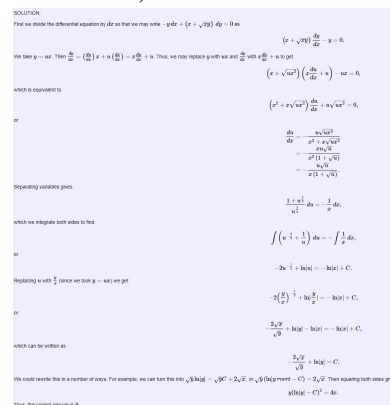 SOLUTION:
First we divide the differential equation by dx so that we may write −y dx + (x + √xy) dy = 0 as
(x + √xy) dy/dx − y = 0.
We take y = ux. Then dy/dx = (du/dx) x + u (dx/dx) = x du/dx + u. Thus, we may replace y with ux and dy/dx with x du/dx + u to get
(x + √ux²) (x du/dx + u) − ux = 0,
which is equivalent to
(x² + x√ux²) du/dx + u√ux² = 0,
or
du/dx = − u√ux² / x² + x√ux²
= − xu√u / x² (1 + √u)
= − u√u / x (1 + √u).
Separating variables gives
1 + u^½ / u^(3/2) du = − 1/x dx,
which we integrate both sides to find
∫ (u^(−3/2) + 1/u) du = − ∫ 1/x dx,
or
−2u^(−½) + ln|u| = − ln|x| + C.
Replacing u with y/x (since we took y = ux) we get
−2(y/x)^(−½) + ln|y/x| = − ln|x| + C,
or
− 2√x/√y + ln|y| − ln|x| = − ln|x| + C,
which can be written as
− 2√x/√y + ln|y| = C.
We could rewrite this in a number of ways. For example, we can turn this into √y ln|y| = √yC + 2√x, or √y (ln|y − C) = 2√x. Then squaring both sides gi
y(ln|y| − C)² = 4x.
Thus, the correct answer is